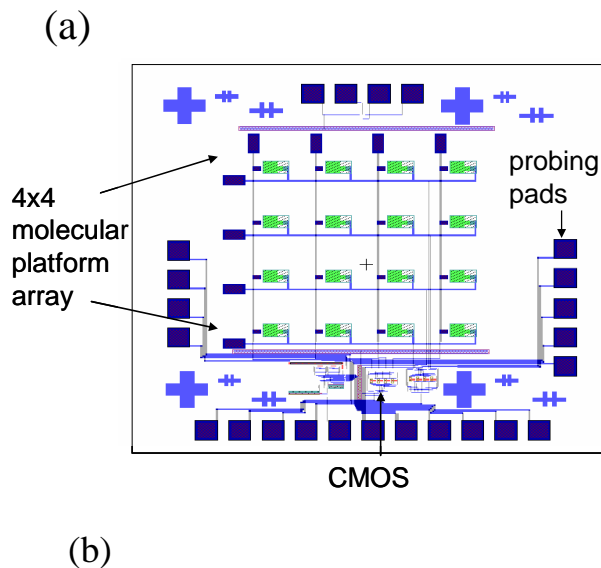 (a)
probing
pads
4x4
molecular
platform
array
CMOS
(b)